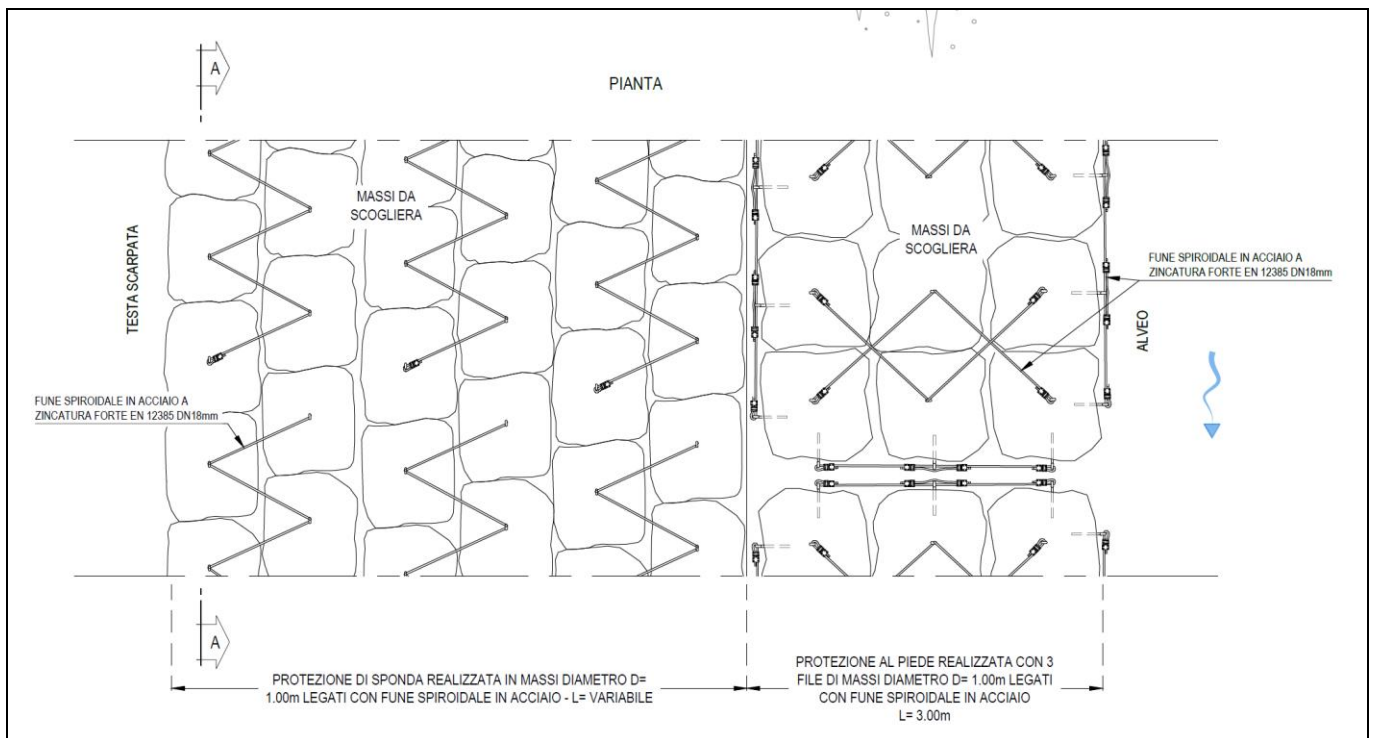 A
PIANTA
MASSI DA
SCOGLIERA
MASSI DA
SCOGLIERA
FUNE SPIROIDALE IN ACCIAIO A
ZINCATURA FORTE EN 12385 DN18mm
TESTA SCARPATA
ALVEO
FUNE SPIROIDALE IN ACCIAIO A
ZINCATURA FORTE EN 12385 DN18mm
A
PROTEZIONE DI SPONDA REALIZZATA IN MASSI DIAMETRO D=
1.00m LEGATI CON FUNE SPIROIDALE IN ACCIAIO - L= VARIABILE
PROTEZIONE AL PIEDE REALIZZATA CON 3
FILE DI MASSI DIAMETRO D= 1.00m LEGATI
CON FUNE SPIROIDALE IN ACCIAIO
L= 3.00m